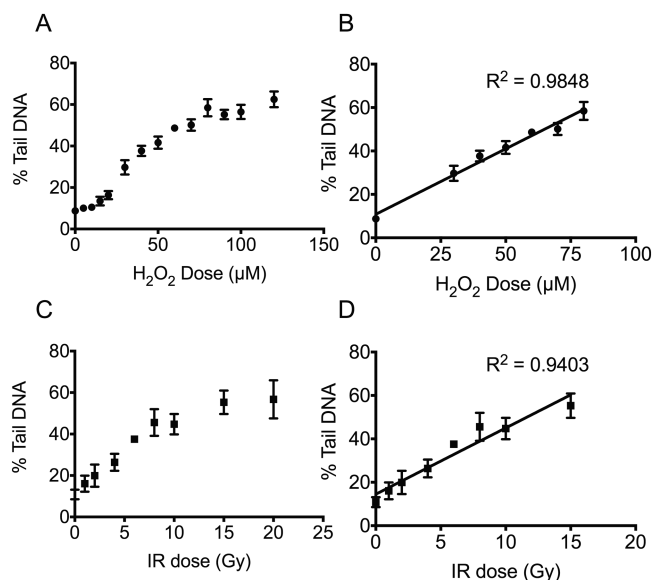 A
80
60
40
20
0
% Tail DNA
0 50 100 150
H₂O₂ Dose (µM)
B
R² = 0.9848
80
60
40
20
0
% Tail DNA
0 25 50 75 100
H₂O₂ Dose (µM)
C
80
60
40
20
0
% Tail DNA
0 5 10 15 20 25
IR dose (Gy)
D
R² = 0.9403
80
60
40
20
0
% Tail DNA
0 5 10 15 20
IR dose (Gy)